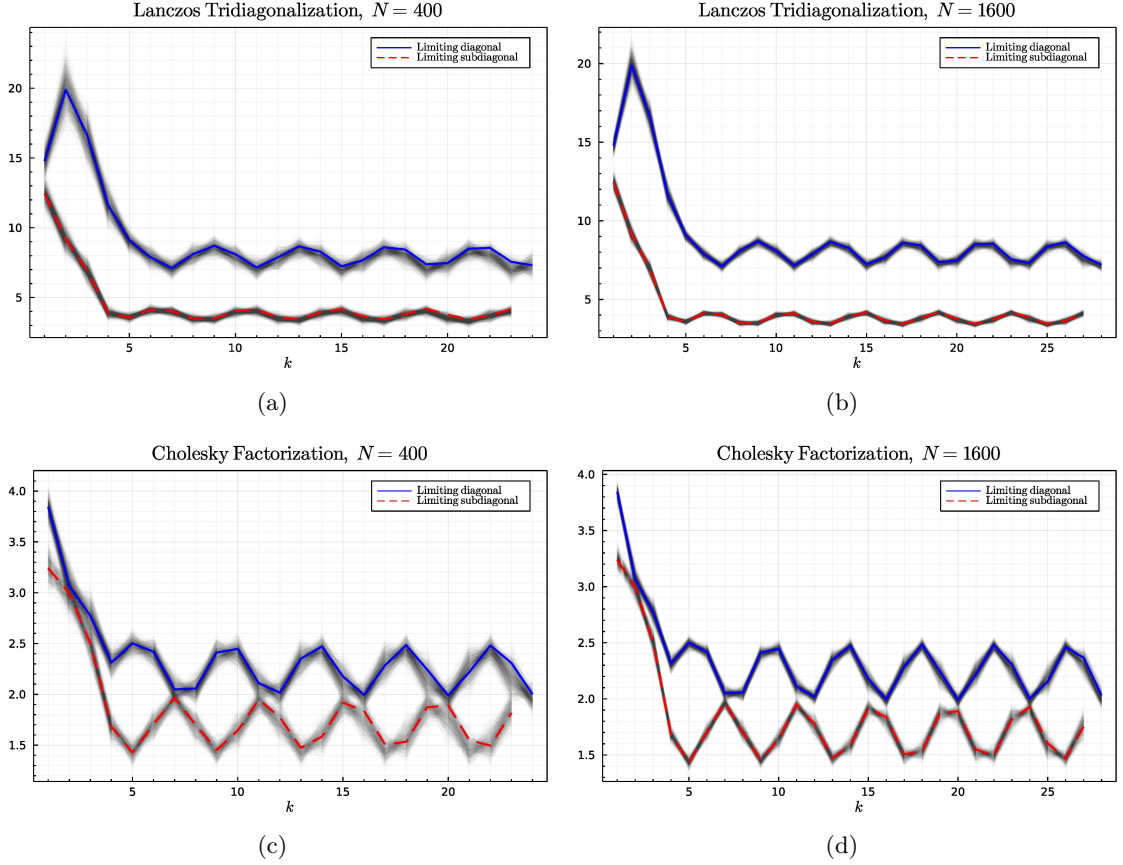 Lanczos Tridiagonalization, N = 400
Limiting diagonal
Limiting subdiagonal
20
15
10
5
5 10 15 20
k
(a)
Lanczos Tridiagonalization, N = 1600
Limiting diagonal
Limiting subdiagonal
20
15
10
5
5 10 15 20 25
k
(b)
Cholesky Factorization, N = 400
Limiting diagonal
Limiting subdiagonal
4.0
3.5
3.0
2.5
2.0
1.5
5 10 15 20
k
(c)
Cholesky Factorization, N = 1600
Limiting diagonal
Limiting subdiagonal
4.0
3.5
3.0
2.5
2.0
1.5
5 10 15 20 25
k
(d)